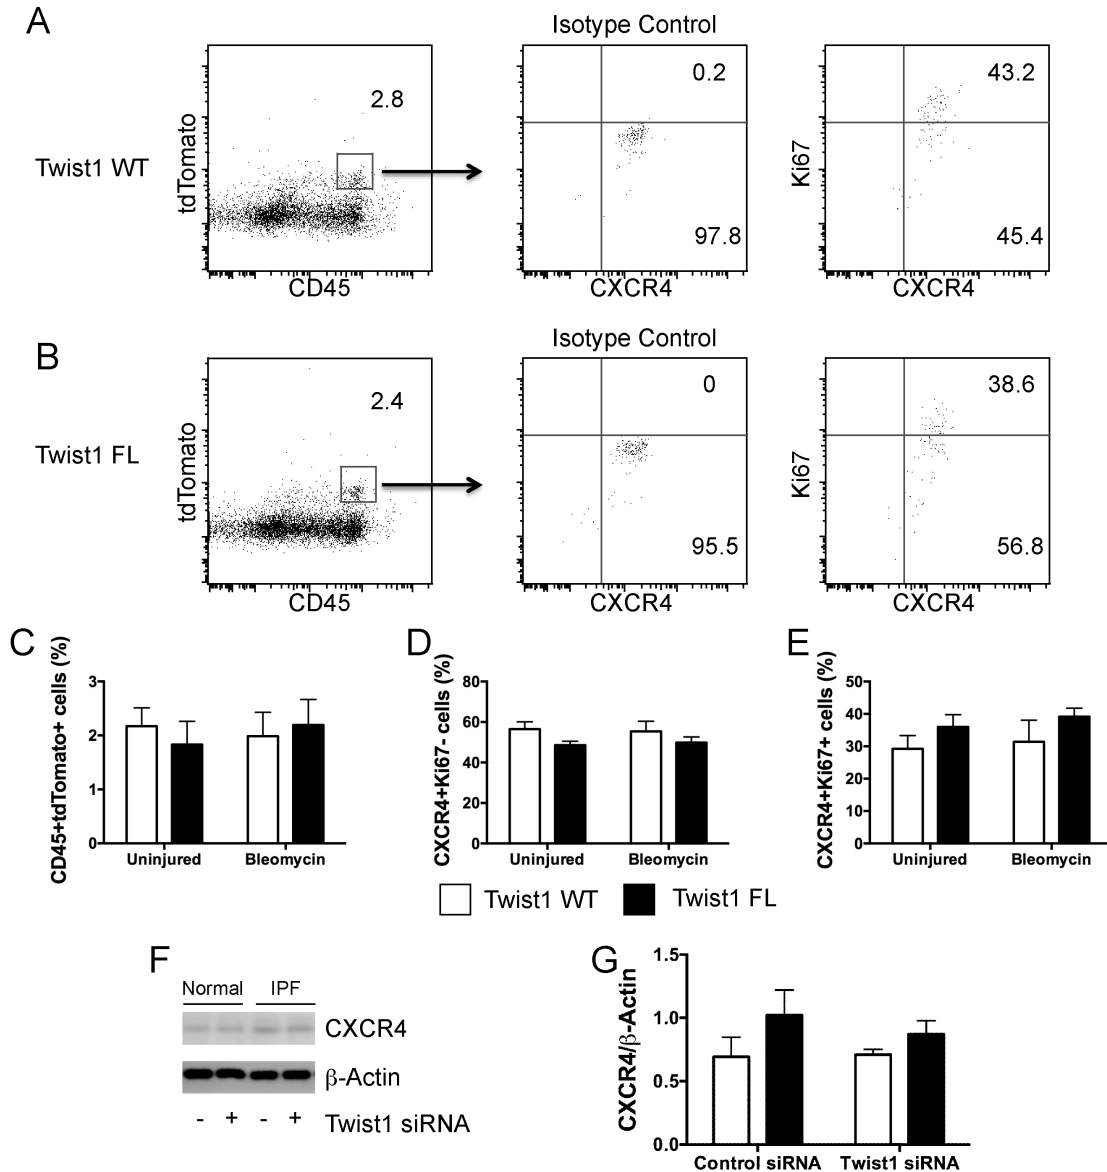 A
Isotype Control
Twist1 WT
tdTomato
2.8
CD45
0.2
97.8
CXCR4
Ki67
43.2
45.4
CXCR4
B
Isotype Control
Twist1 FL
tdTomato
2.4
CD45
0
95.5
CXCR4
Ki67
38.6
56.8
CXCR4
C
CD45+tdTomato+ cells (%)
3
2
1
0
Uninjured Bleomycin
D
CXCR4+Ki67- cells (%)
80
60
40
20
0
Uninjured Bleomycin
E
CXCR4+Ki67+ cells (%)
50
40
30
20
10
0
Uninjured Bleomycin
Twist1 WT Twist1 FL
F
Normal IPF
CXCR4
β-Actin
- + - + Twist1 siRNA
G
CXCR4/β-Actin
1.5
1.0
0.5
0.0
Control siRNA Twist1 siRNA